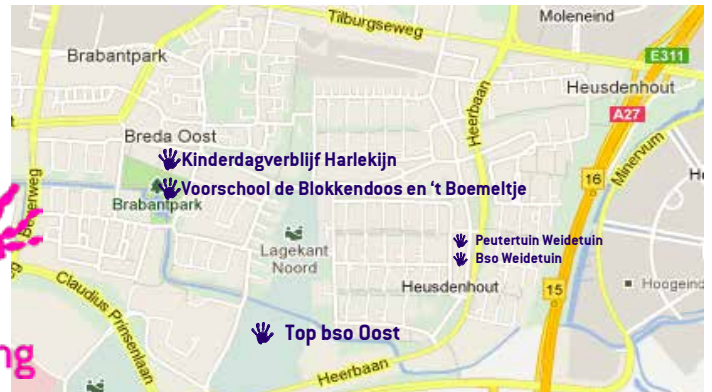 Tilburgseweg
Moleneind
Brabantpark
E311
Heusdenhout
A27
Heerbaan
Minervum
Breda Oost
Kinderdagverblijf Harlekijn
Voorschool de Blokkendoos en ‘t Boemeltje
16
Brabantpark
Peutertuin Weidetuin
Bso Weidetuin
Lagekant
Noord
Heusdenhout
15
Hoogeind
Claudius Prinsenlaan
Top bso Oost
Heerbaan
ng